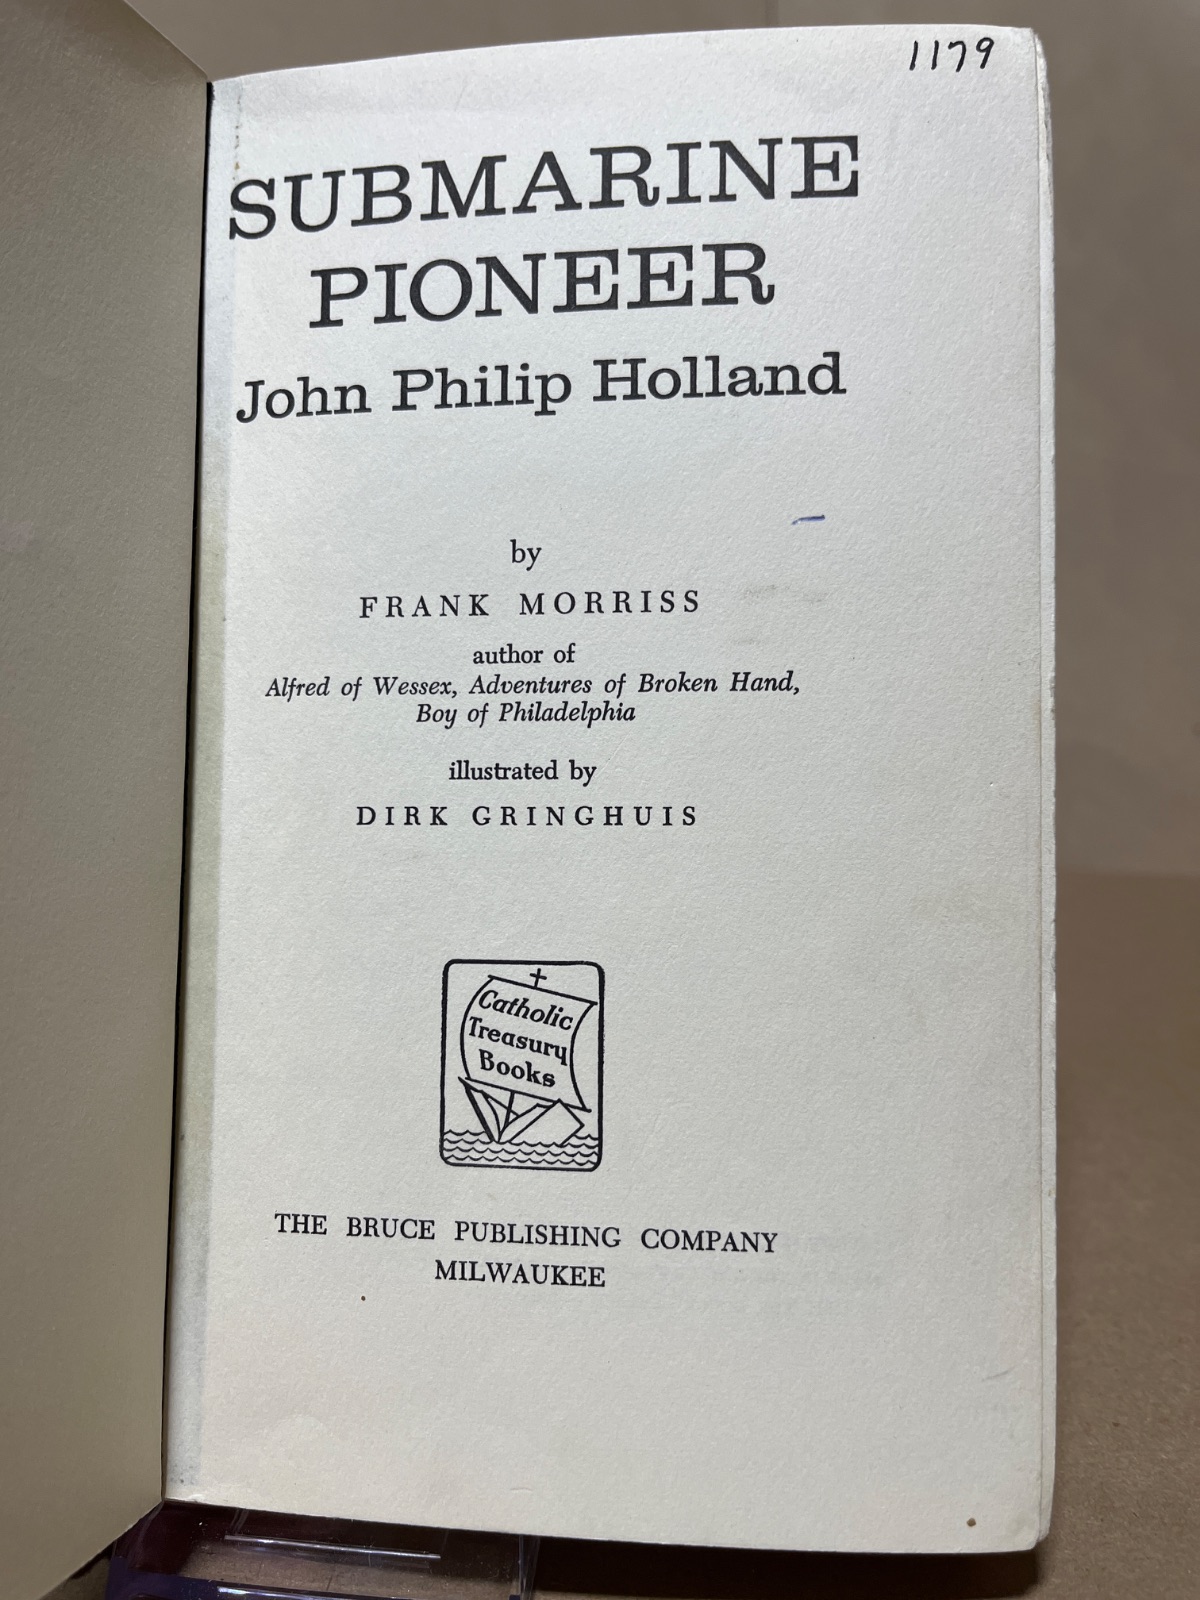 1179
SUBMARINE
PIONEER
John Philip Holland
by
FRANK MORRISS
author of
Alfred of Wessex, Adventures of Broken Hand,
Boy of Philadelphia
illustrated by
DIRK GRINGHUIS
Catholic
Treasury
Books
THE BRUCE PUBLISHING COMPANY
MILWAUKEE